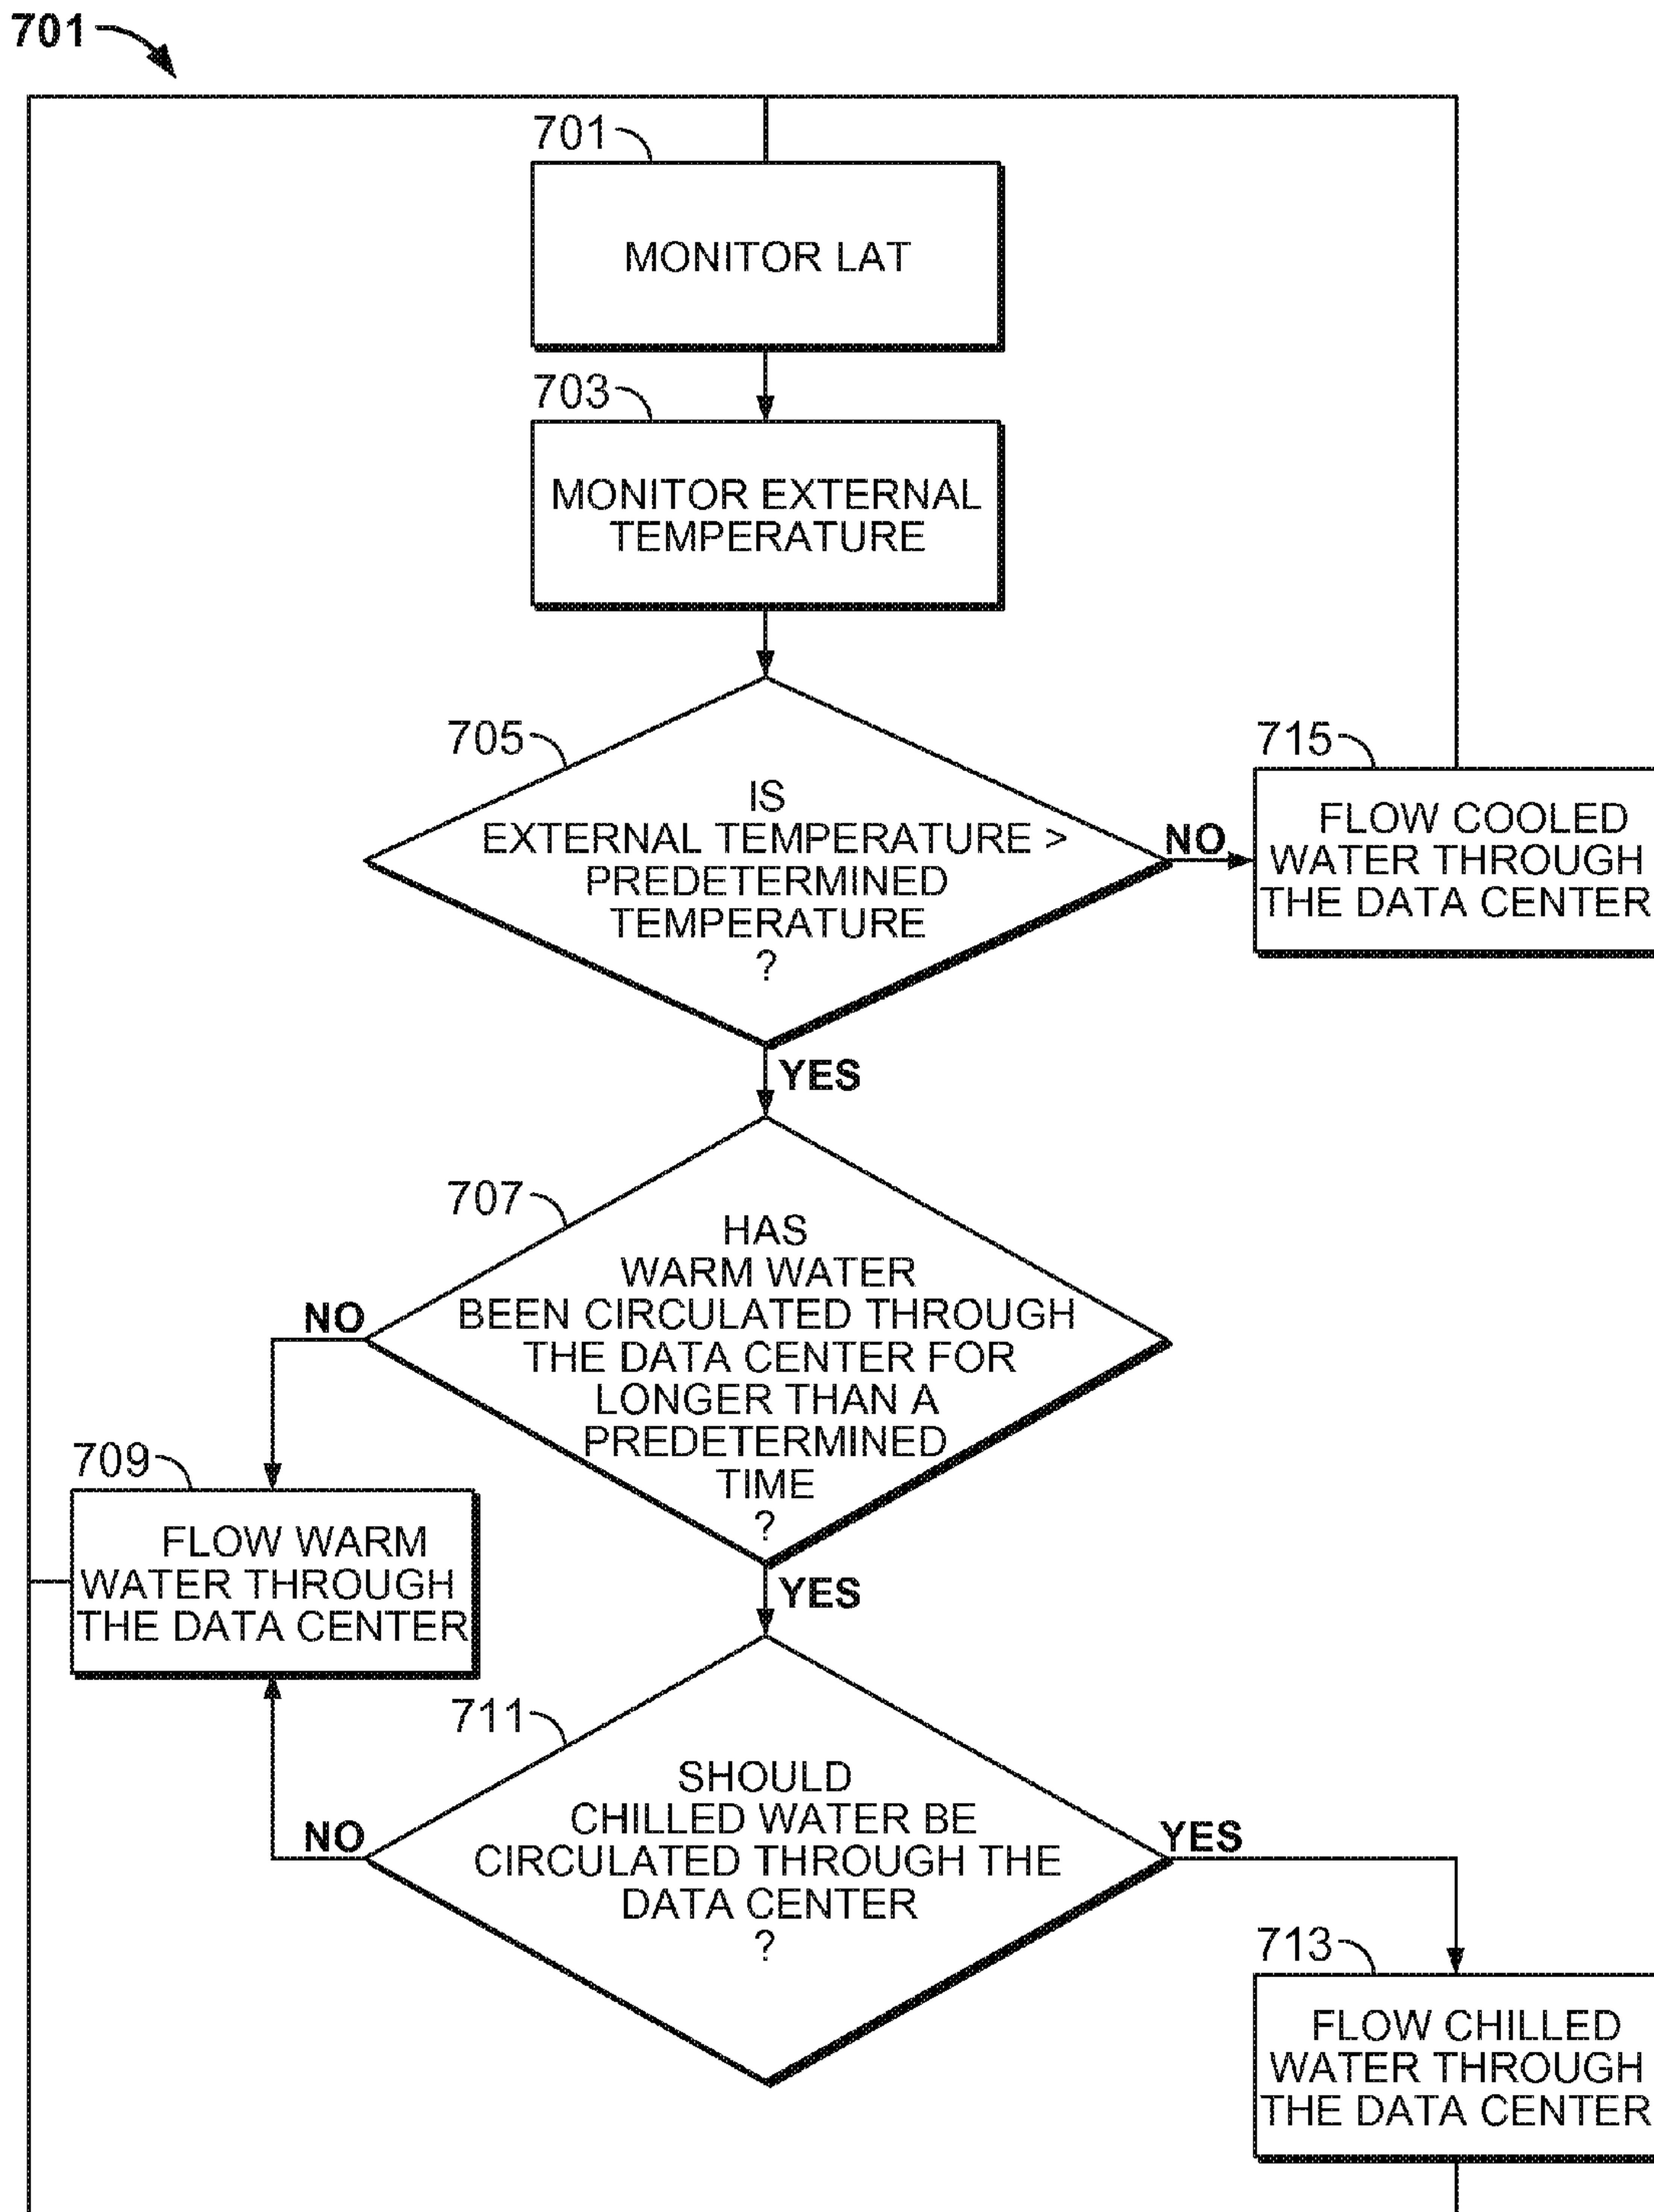 701
701
MONITOR LAT
703
MONITOR EXTERNAL
TEMPERATURE
705
IS
EXTERNAL TEMPERATURE >
PREDETERMINED
TEMPERATURE
?
NO
715
FLOW COOLED
WATER THROUGH
THE DATA CENTER
YES
707
HAS
WARM WATER
BEEN CIRCULATED THROUGH
THE DATA CENTER FOR
LONGER THAN A
PREDETERMINED
TIME
?
NO
709
FLOW WARM
WATER THROUGH
THE DATA CENTER
YES
711
SHOULD
CHILLED WATER BE
CIRCULATED THROUGH THE
DATA CENTER
?
NO
YES
713
FLOW CHILLED
WATER THROUGH
THE DATA CENTER